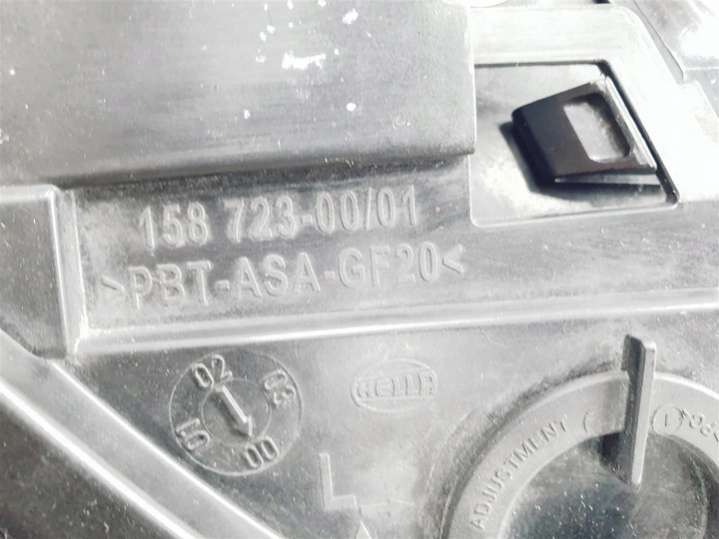 158 723-00/01
>PBT-ASA-GF20<
02
03
01
00
HELLA
L
ADJUSTMENT